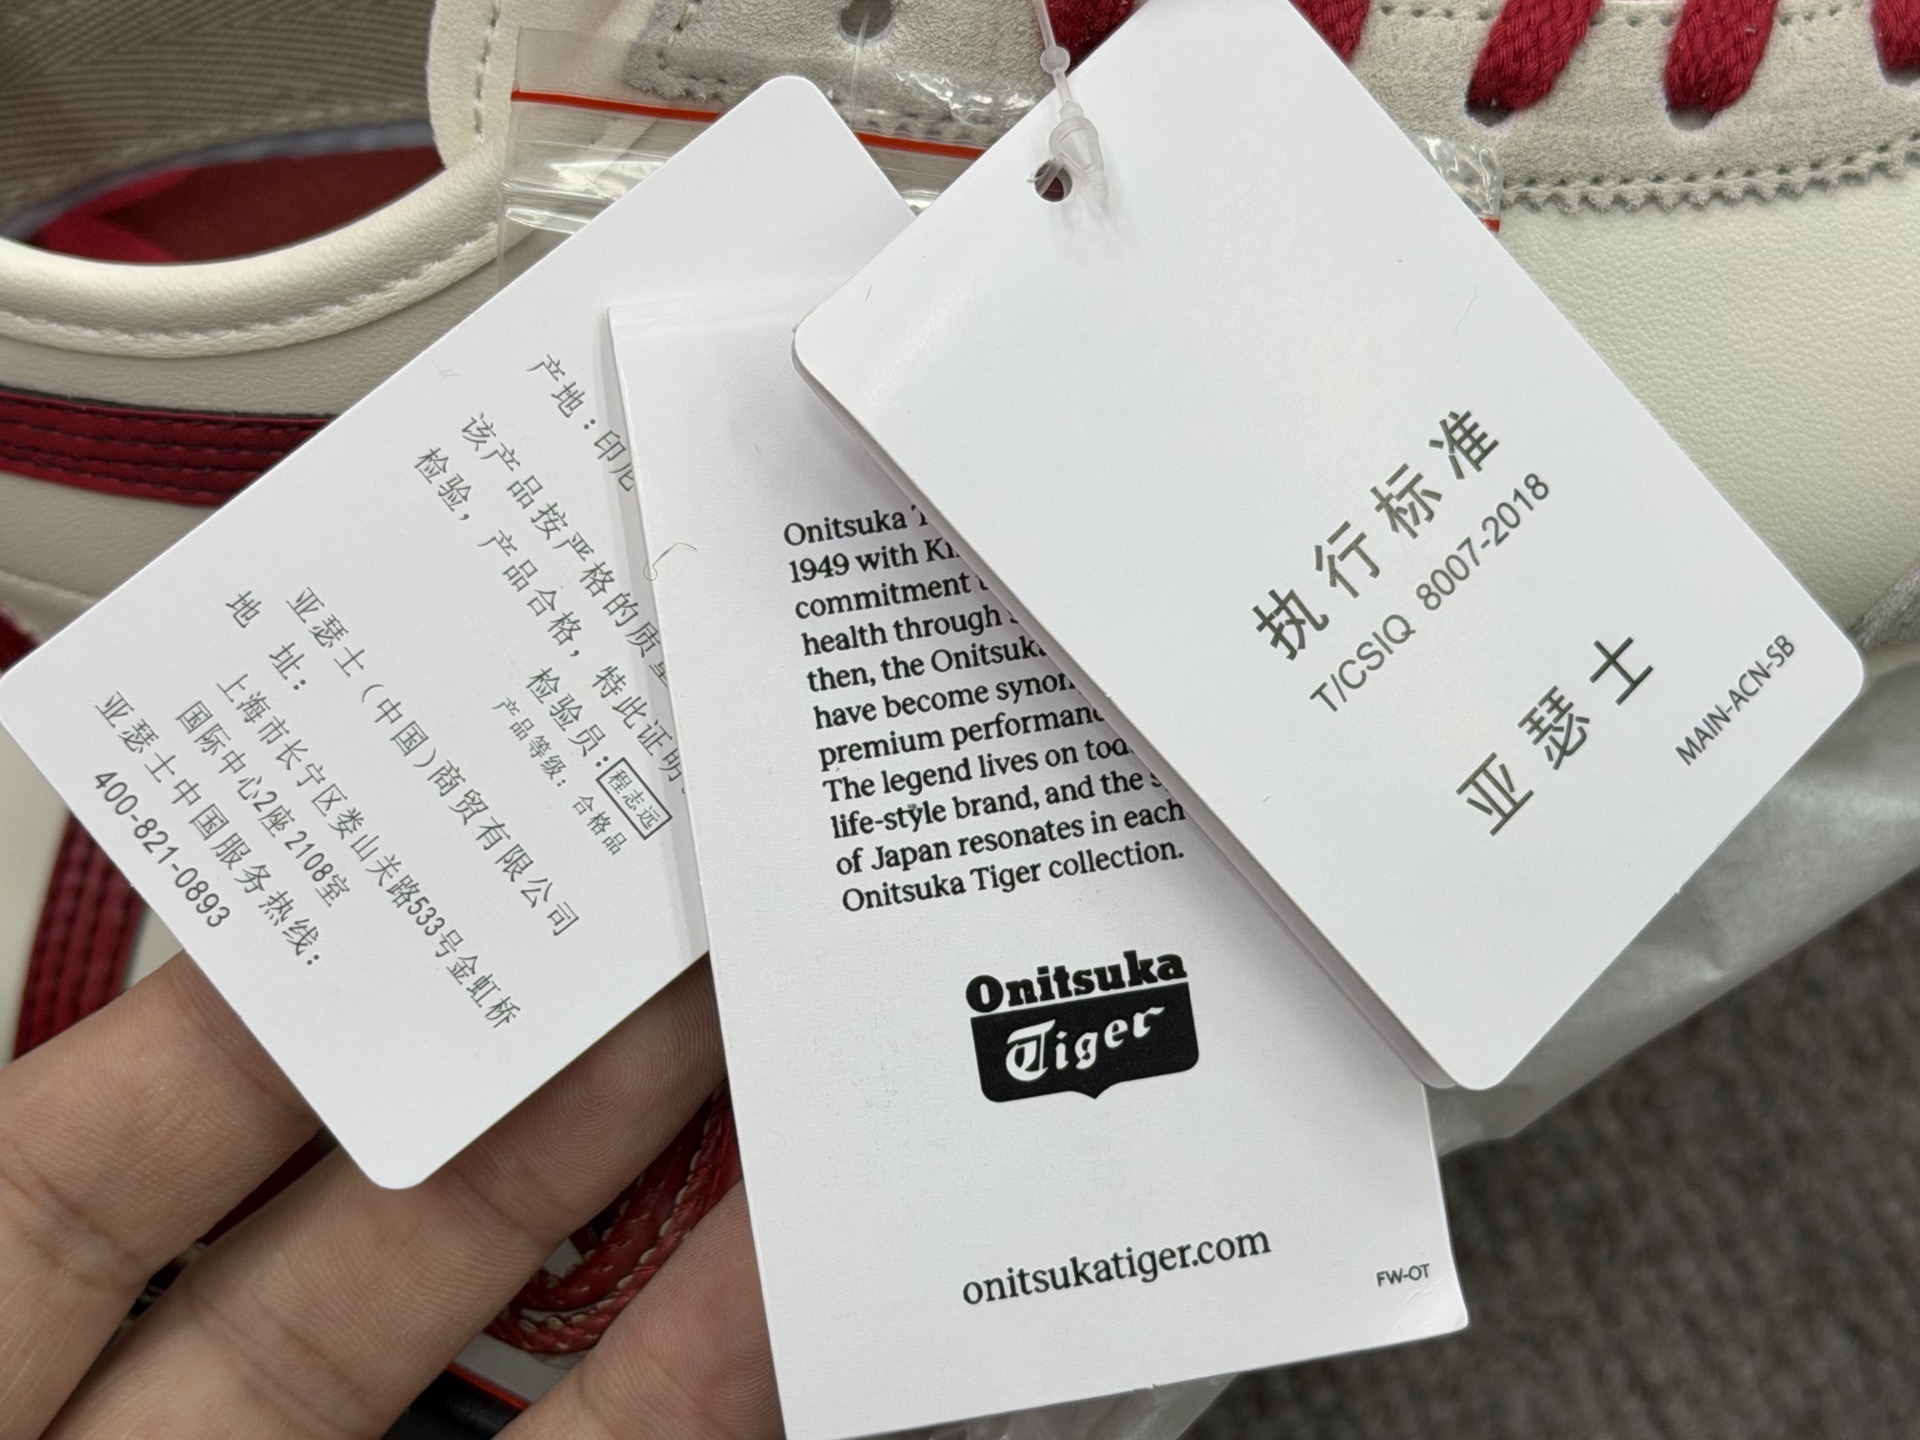 产地：印尼
该产品按严格的质量
检验，产品合格，特此证明
检验员：程志远
产品等级：合格品
亚瑟士（中国）商贸有限公司
地 址：
上海市长宁区娄山关路533号金虹桥
国际中心2座2108室
亚瑟士中国服务热线：
400-821-0893
Onitsuka
1949 with
commitment
health through
then, the Onitsuka
have become
premium
The legend lives on
life-style brand, and the
of Japan resonates in each
Onitsuka Tiger collection.
Onitsuka
Tiger
onitsukatiger.com
FW-OT
执行标准
T/CSIQ 8007-2018
亚瑟士
MAIN-ACN-SB